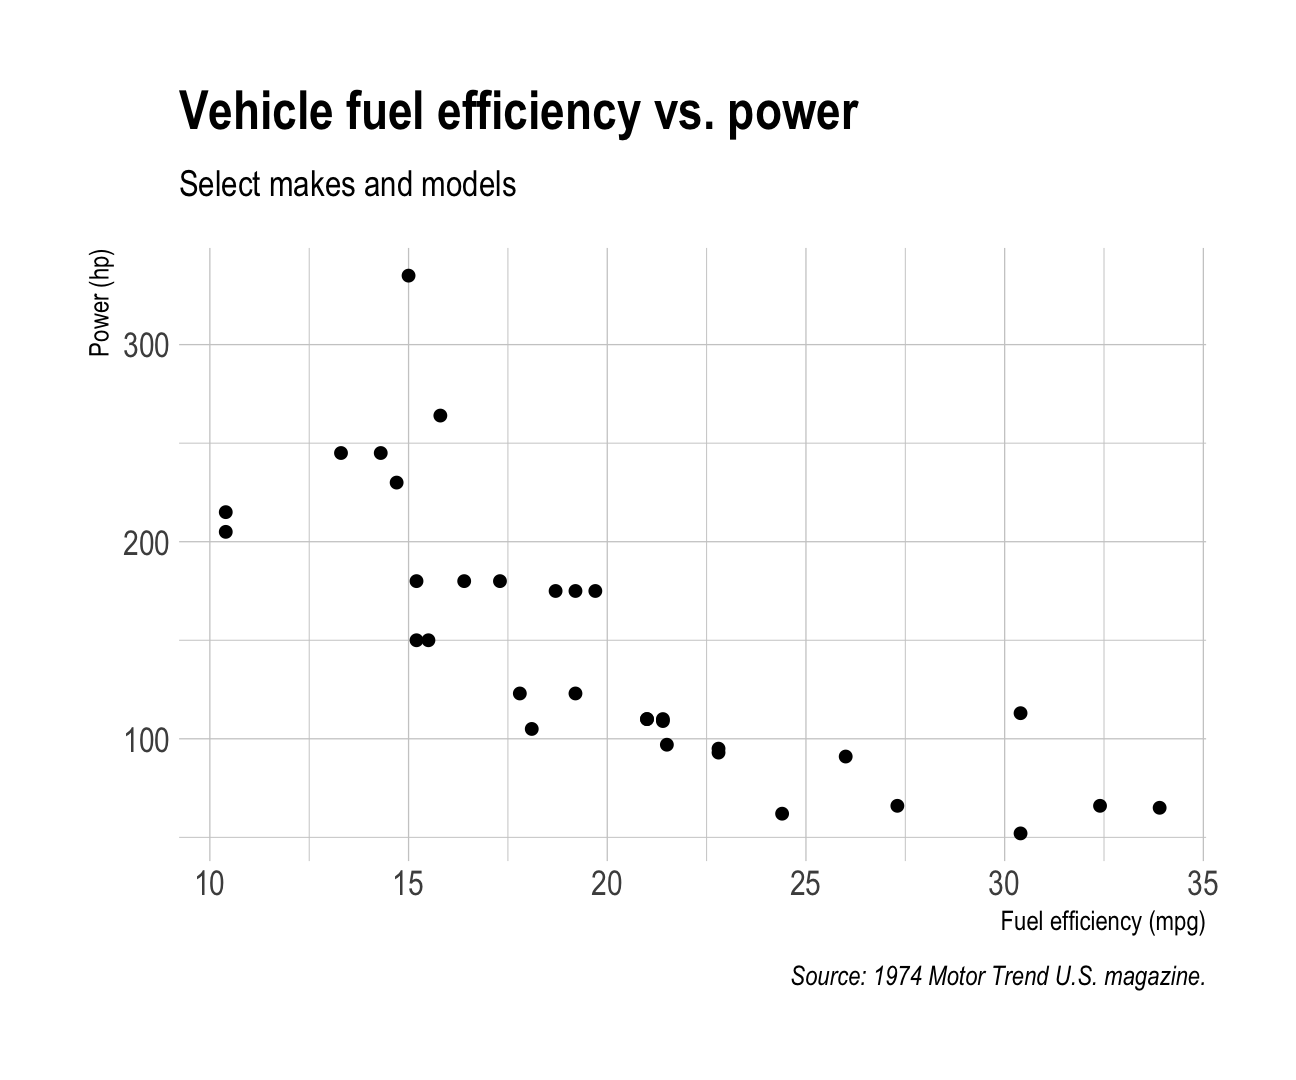 Vehicle fuel efficiency vs. power
Select makes and models
Power (hp)
300
200
100
10 15 20 25 30 35
Fuel efficiency (mpg)
Source: 1974 Motor Trend U.S. magazine.